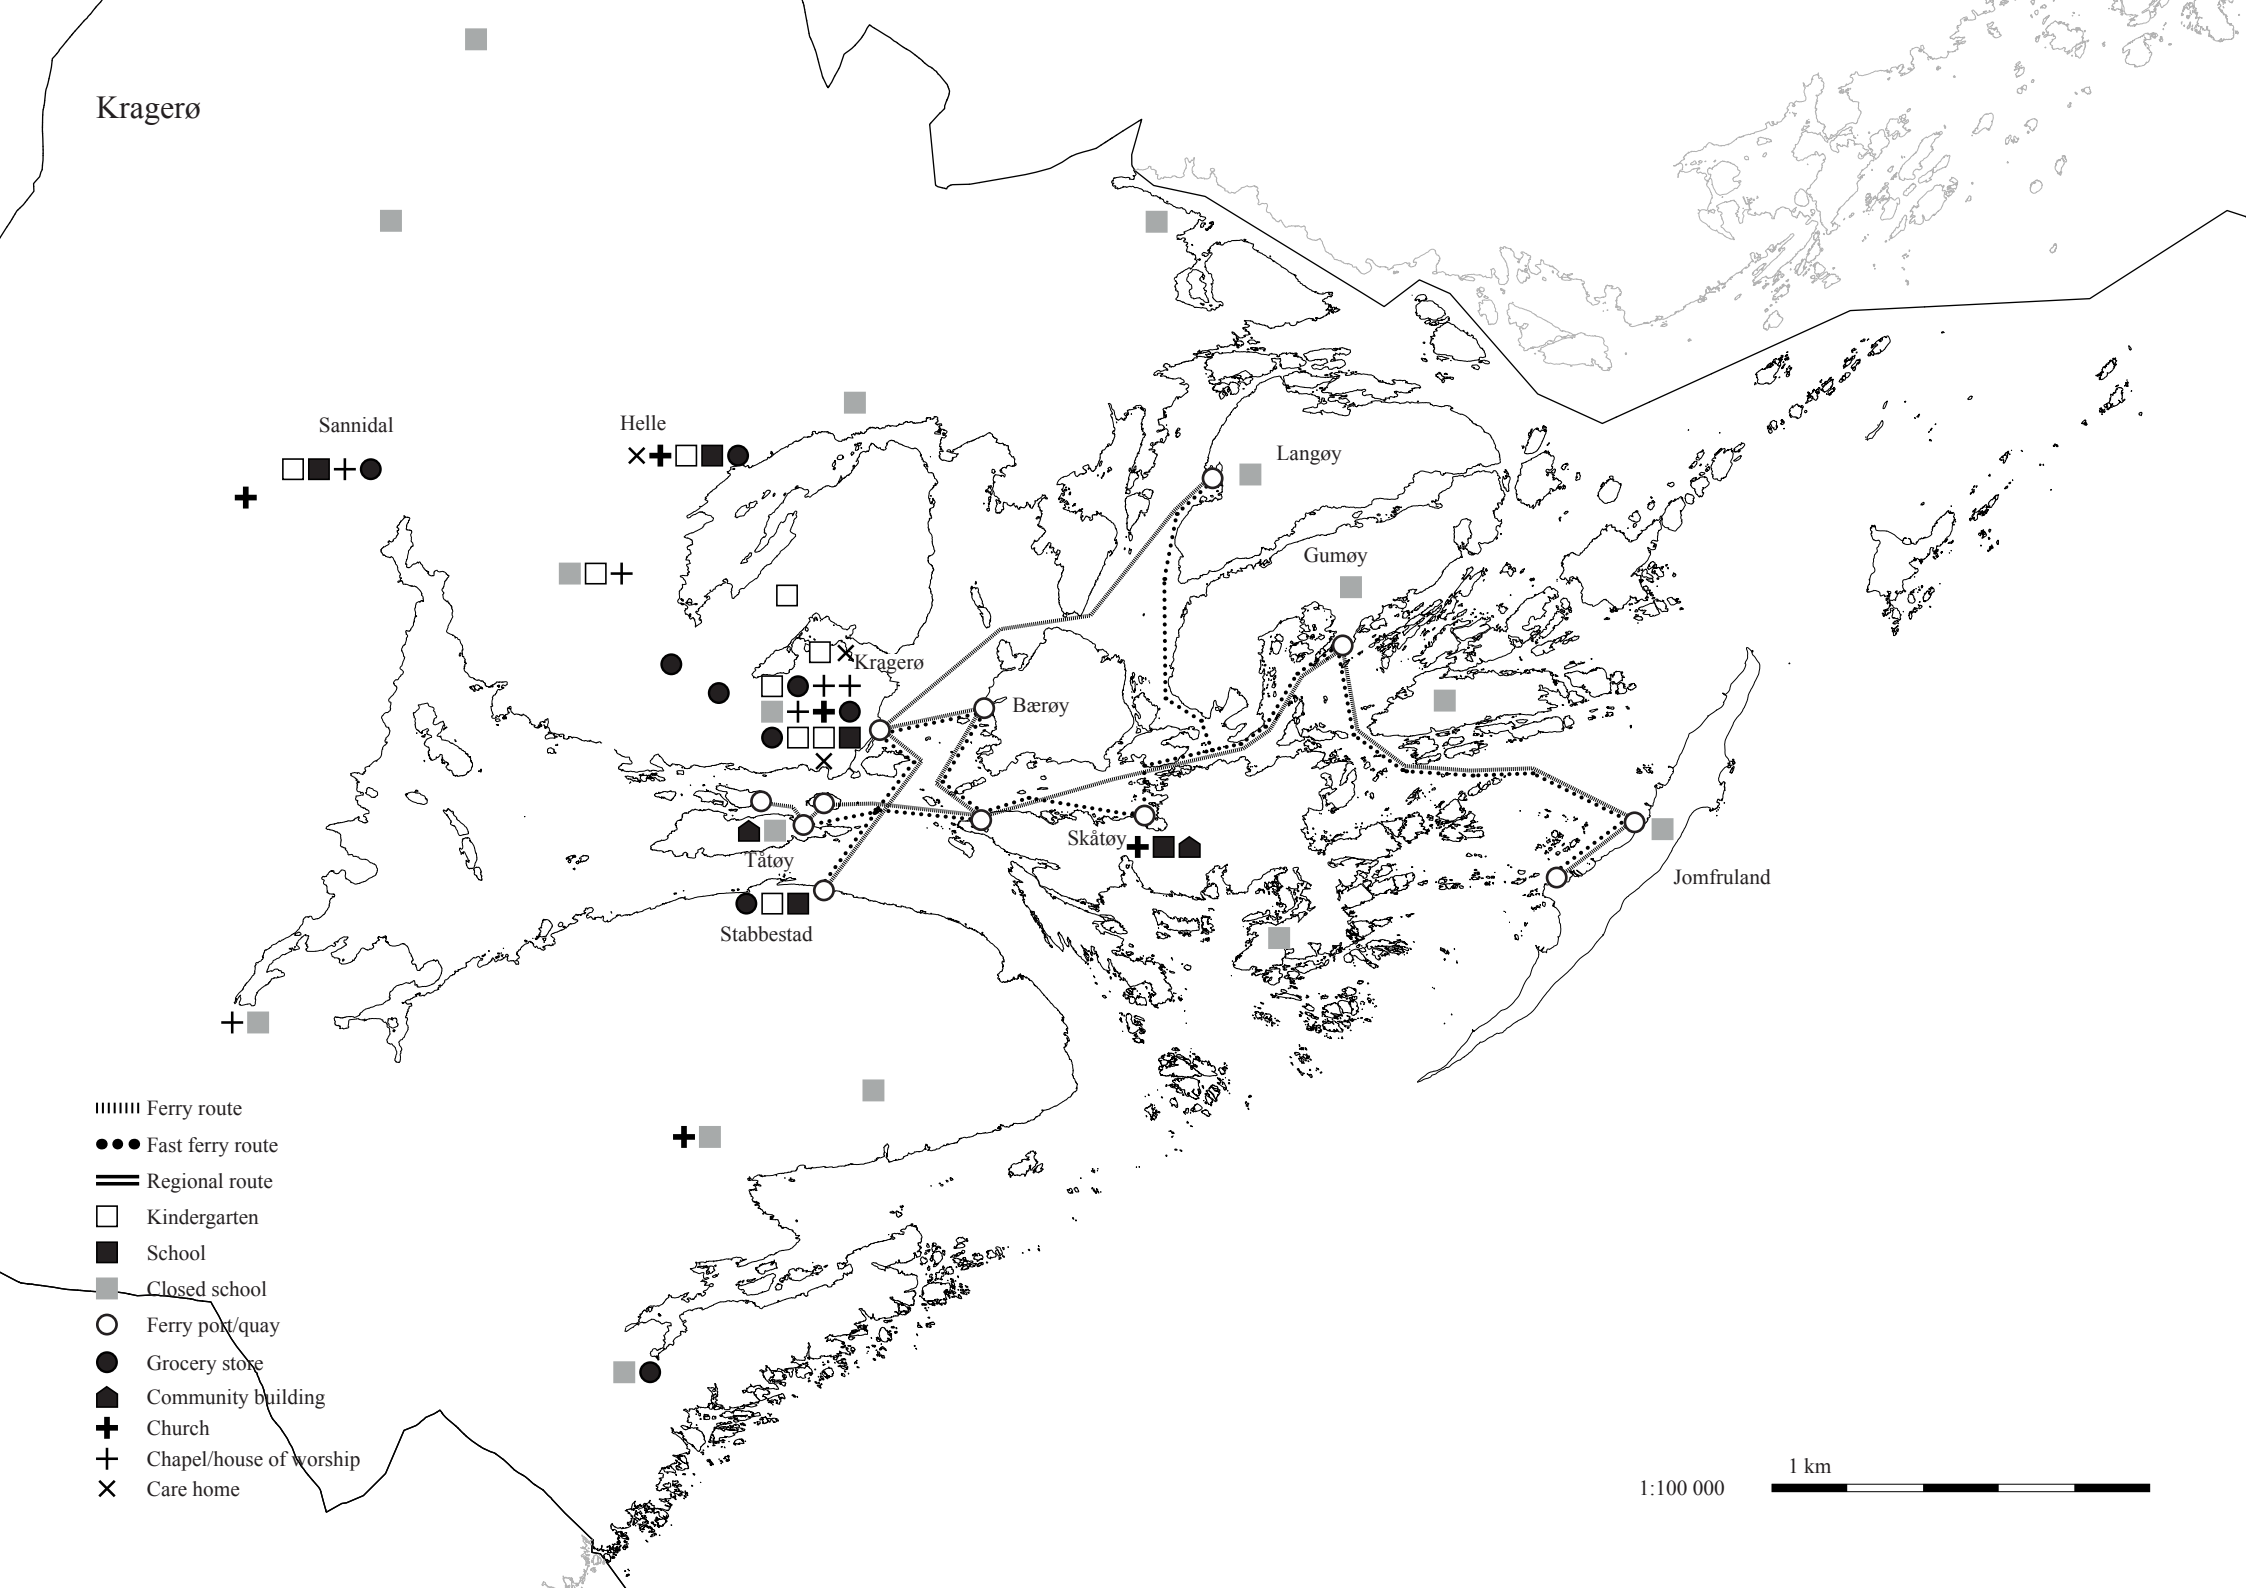 Kragerø
Sannidal
Helle
Langøy
Gumøy
Kragerø
Bærøy
Skåtøy
Tåtøy
Jomfruland
Stabbestad
Ferry route
Fast ferry route
Regional route
Kindergarten
School
Closed school
Ferry port/quay
Grocery store
Community building
Church
Chapel/house of worship
Care home
1 km
1:100 000